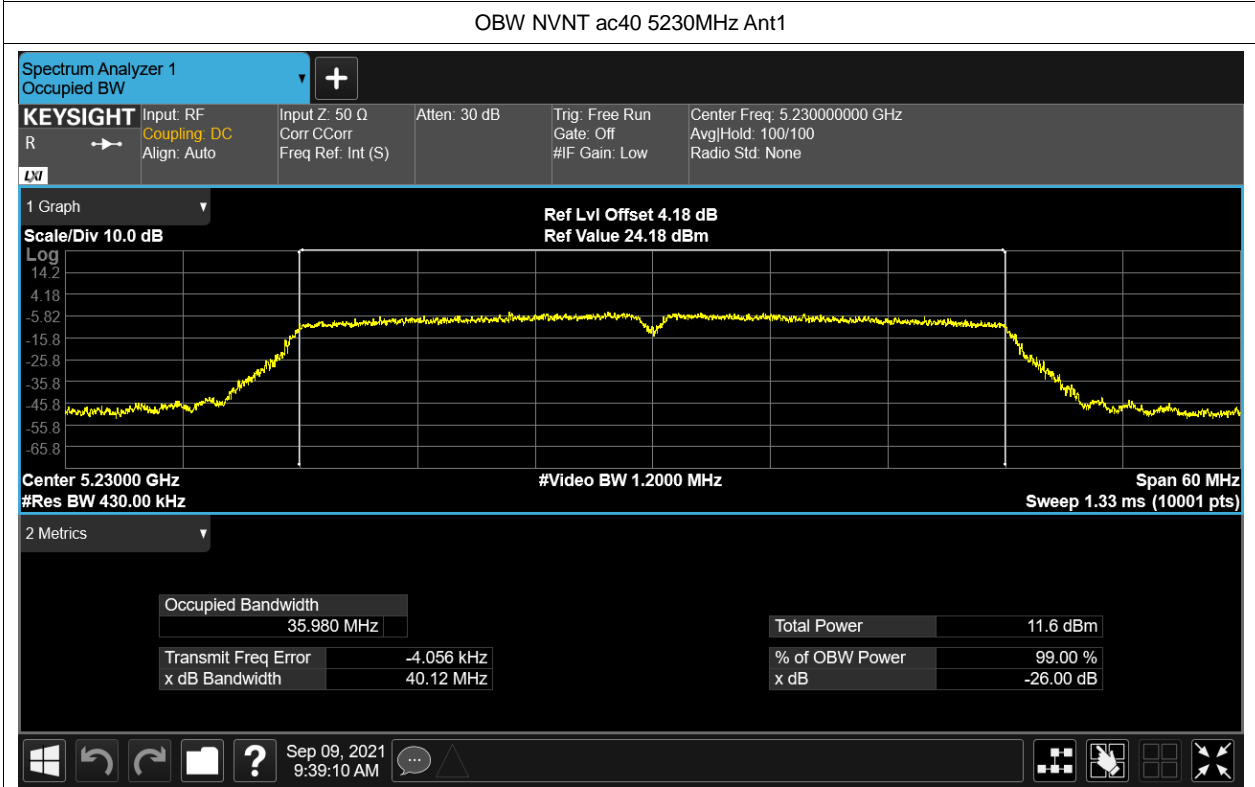 OBW NVNT ac40 5230MHz Ant1
Spectrum Analyzer 1
Occupied BW
KEYSIGHT
R
LXI
Input: RF
Coupling: DC
Align: Auto
Input Z: 50 Ω
Corr CCorr
Freq Ref: Int (S)
Atten: 30 dB
Trig: Free Run
Gate: Off
#IF Gain: Low
Center Freq: 5.230000000 GHz
Avg|Hold: 100/100
Radio Std: None
1 Graph
Scale/Div 10.0 dB
Ref Lvl Offset 4.18 dB
Ref Value 24.18 dBm
Log
14.2
4.18
-5.82
-15.8
-25.8
-35.8
-45.8
-55.8
-65.8
Center 5.23000 GHz
#Video BW 1.2000 MHz
Span 60 MHz
#Res BW 430.00 kHz
Sweep 1.33 ms (10001 pts)
2 Metrics
Occupied Bandwidth
35.980 MHz
Total Power 11.6 dBm
Transmit Freq Error -4.056 kHz
% of OBW Power 99.00 %
x dB Bandwidth 40.12 MHz
x dB -26.00 dB
?
Sep 09, 2021
9:39:10 AM